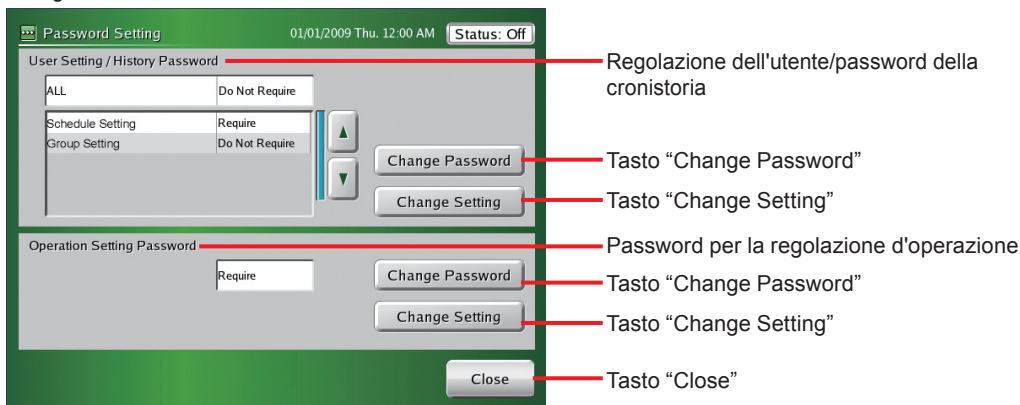 Password Setting 01/01/2009 Thu. 12:00 AM Status: Off
User Setting / History Password
Regolazione dell'utente/password della
cronistoria
ALL Do Not Require
Schedule Setting Require
Group Setting Do Not Require
▲
Change Password
Tasto “Change Password”
▼
Change Setting
Tasto “Change Setting”
Operation Setting Password
Password per la regolazione d'operazione
Require
Change Password
Tasto “Change Password”
Change Setting
Tasto “Change Setting”
Close
Tasto “Close”